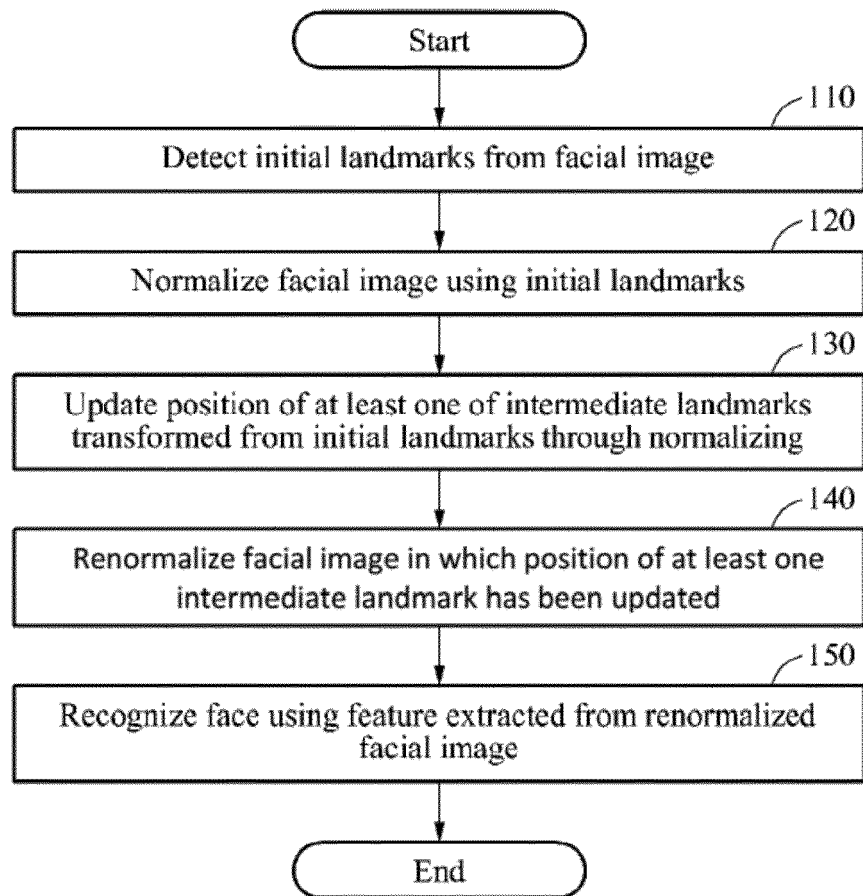 Start
110
Detect initial landmarks from facial image
120
Normalize facial image using initial landmarks
130
Update position of at least one of intermediate landmarks
transformed from initial landmarks through normalizing
140
Renormalize facial image in which position of at least one
intermediate landmark has been updated
150
Recognize face using feature extracted from renormalized
facial image
End